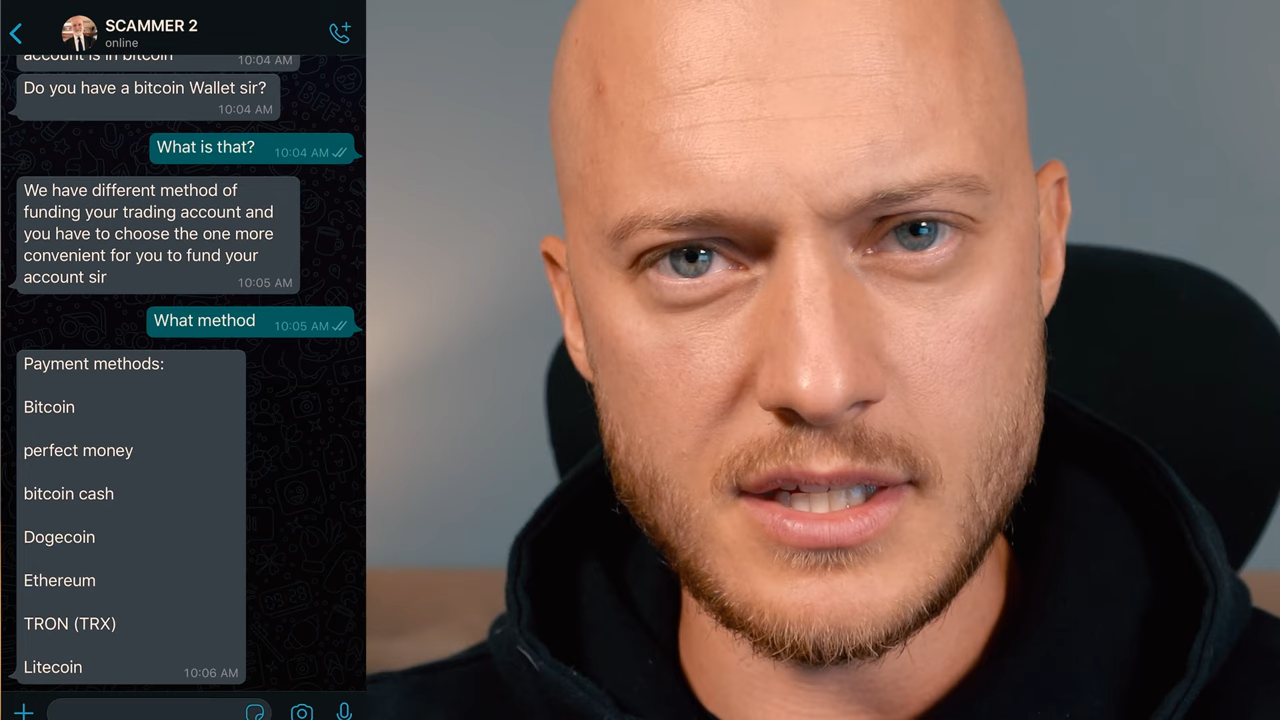 SCAMMER 2
online
account is in bitcoin
10:04 AM
Do you have a bitcoin Wallet sir?
10:04 AM
What is that? 10:04 AM
We have different method of
funding your trading account and
you have to choose the one more
convenient for you to fund your
account sir
10:05 AM
What method 10:05 AM
Payment methods:
Bitcoin
perfect money
bitcoin cash
Dogecoin
Ethereum
TRON (TRX)
Litecoin
10:06 AM